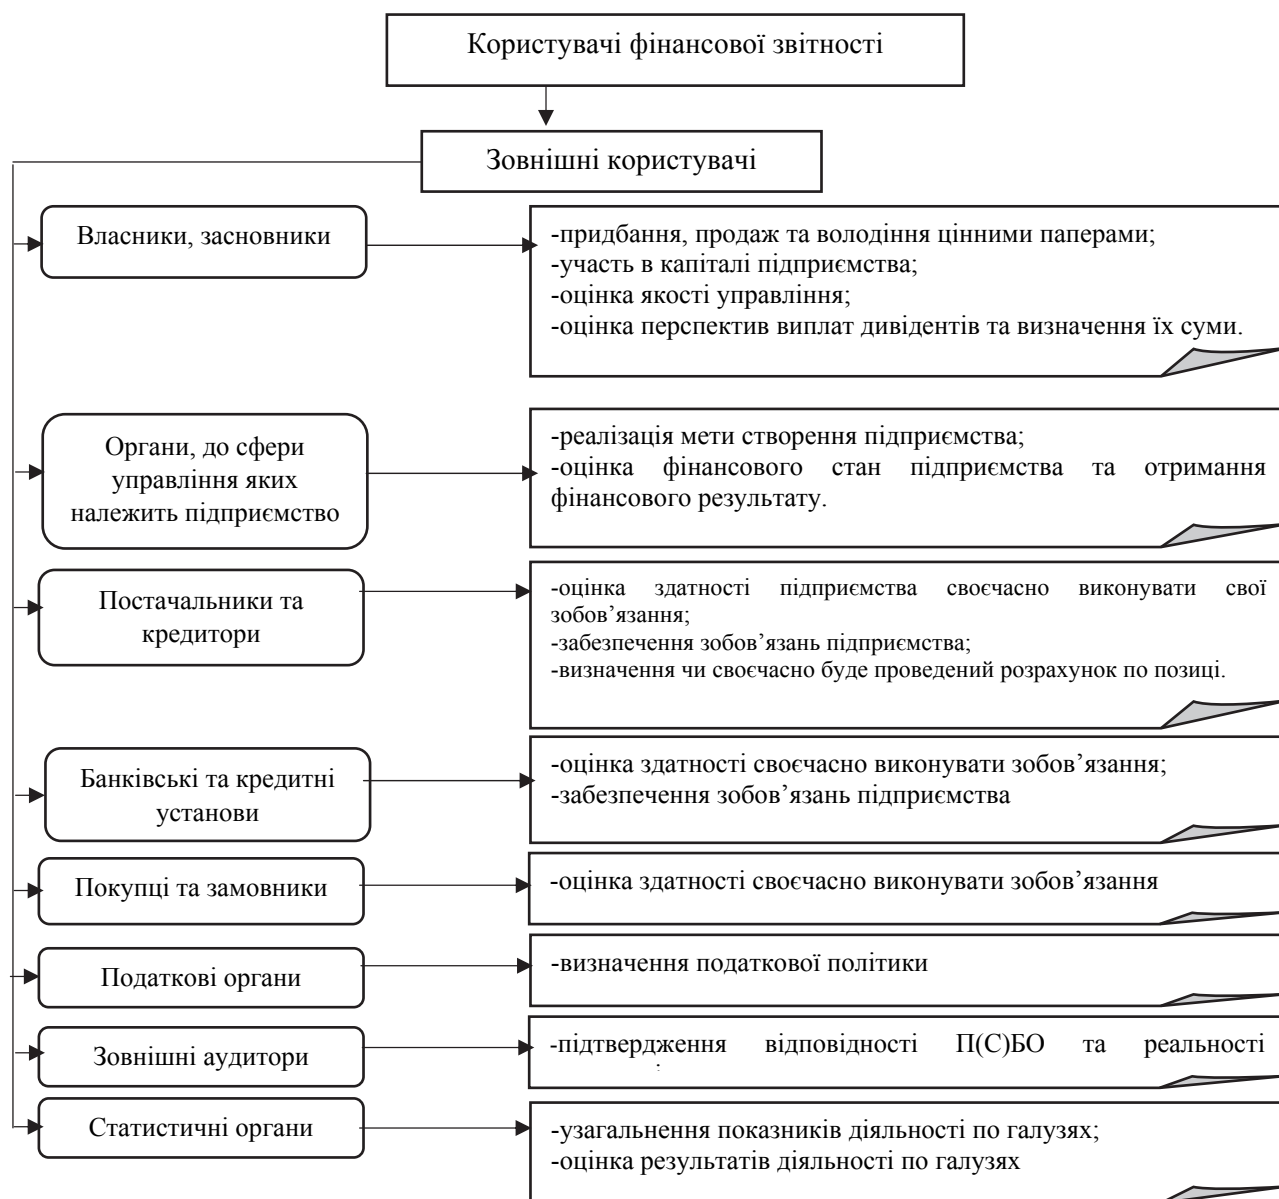 Користувачі фінансової звітності
Зовнішні користувачі
Власники, засновники
-придбання, продаж та володіння цінними паперами;
-участь в капіталі підприємства;
-оцінка якості управління;
-оцінка перспектив виплат дивідентів та визначення їх суми.
Органи, до сфери
управління яких
належить підприємство
-реалізація мети створення підприємства;
-оцінка фінансового стан підприємства та отримання
фінансового результату.
Постачальники та
кредитори
-оцінка здатності підприємства своєчасно виконувати свої
зобов’язання;
-забезпечення зобов’язань підприємства;
-визначення чи своєчасно буде проведений розрахунок по позиці.
Банківські та кредитні
установи
-оцінка здатності своєчасно виконувати зобов’язання;
-забезпечення зобов’язань підприємства
Покупці та замовники
-оцінка здатності своєчасно виконувати зобов’язання
Податкові органи
-визначення податкової політики
Зовнішні аудитори
-підтвердження відповідності П(С)БО та реальності
Статистичні органи
-узагальнення показників діяльності по галузях;
-оцінка результатів діяльності по галузях